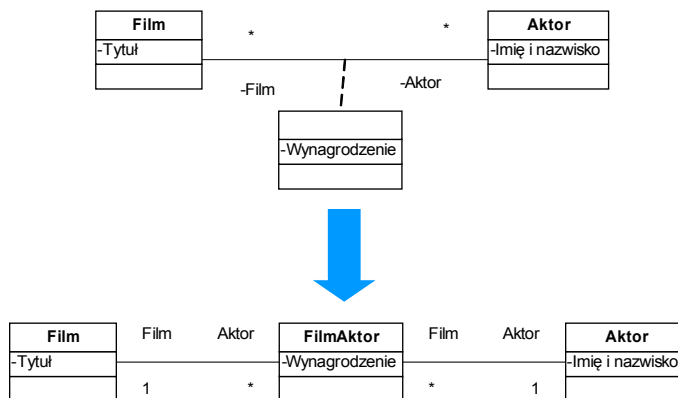 Film
Aktor
-Tytuł
*
*
-Imię i nazwisko
-Film
-Aktor
-Wynagrodzenie
Film
Film
Aktor
FilmAktor
Film
Aktor
Aktor
-Tytuł
-Wynagrodzenie
-Imię i nazwisko
1
*
*
1